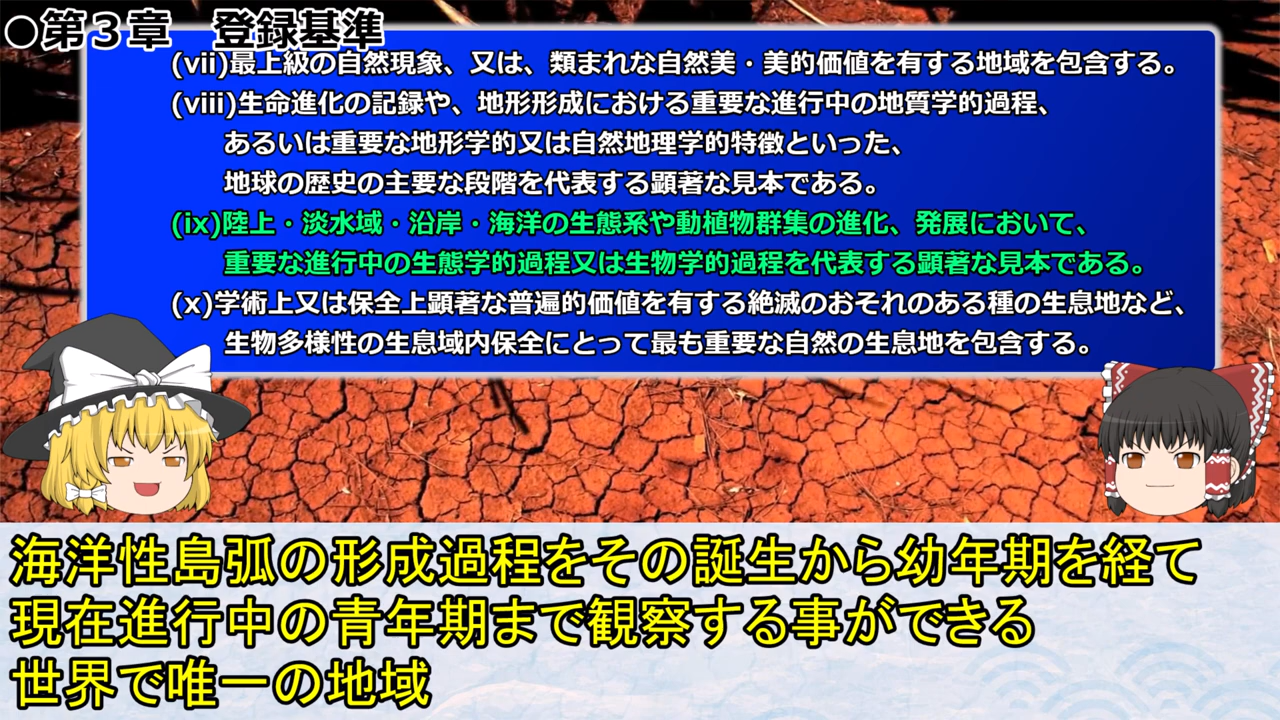 ○第３章　登録基準
(vii)最上級の自然現象、又は、類まれな自然美・美的価値を有する地域を包含する。
(viii)生命進化の記録や、地形形成における重要な進行中の地質学的過程、
あるいは重要な地形学的又は自然地理学的特徴といった、
地球の歴史の主要な段階を代表する顕著な見本である。
(ix)陸上・淡水域・沿岸・海洋の生態系や動植物群集の進化、発展において、
重要な進行中の生態学的過程又は生物学的過程を代表する顕著な見本である。
(x)学術上又は保全上顕著な普遍的価値を有する絶滅のおそれのある種の生息地など、
生物多様性の生息域内保全にとって最も重要な自然の生息地を包含する。
海洋性島弧の形成過程をその誕生から幼年期を経て
現在進行中の青年期まで観察する事ができる
世界で唯一の地域